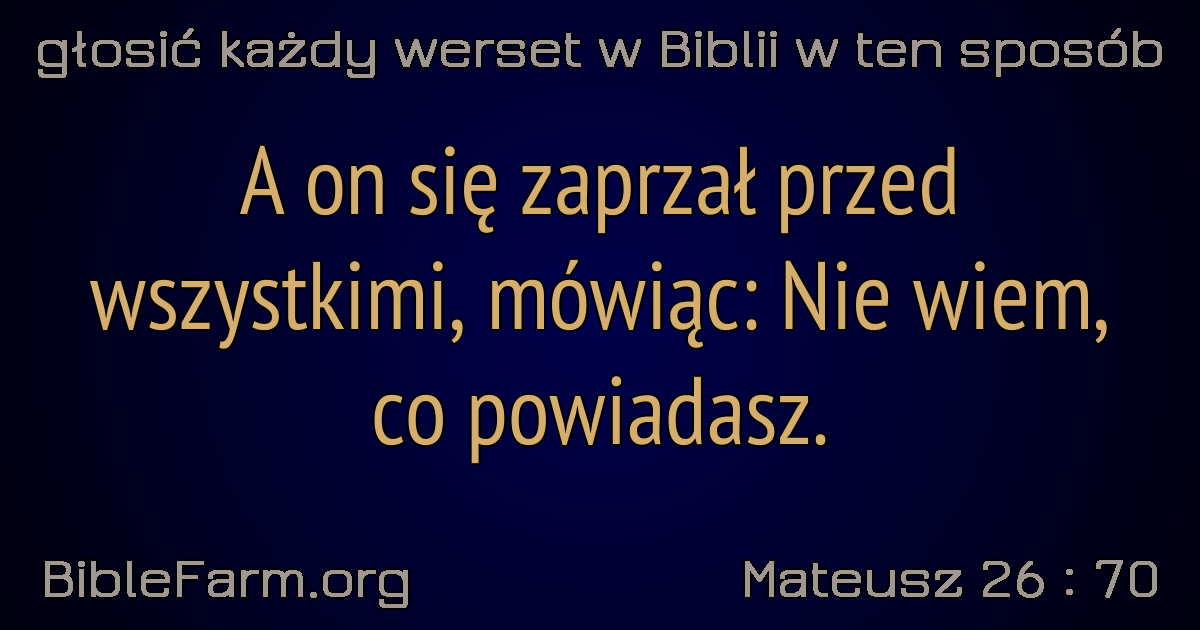 głosić każdy werset w Biblii w ten sposób
A on się zaprzał przed
wszystkimi, mówiąc: Nie wiem,
co powiadasz.
BibleFarm.org
Mateusz 26 : 70